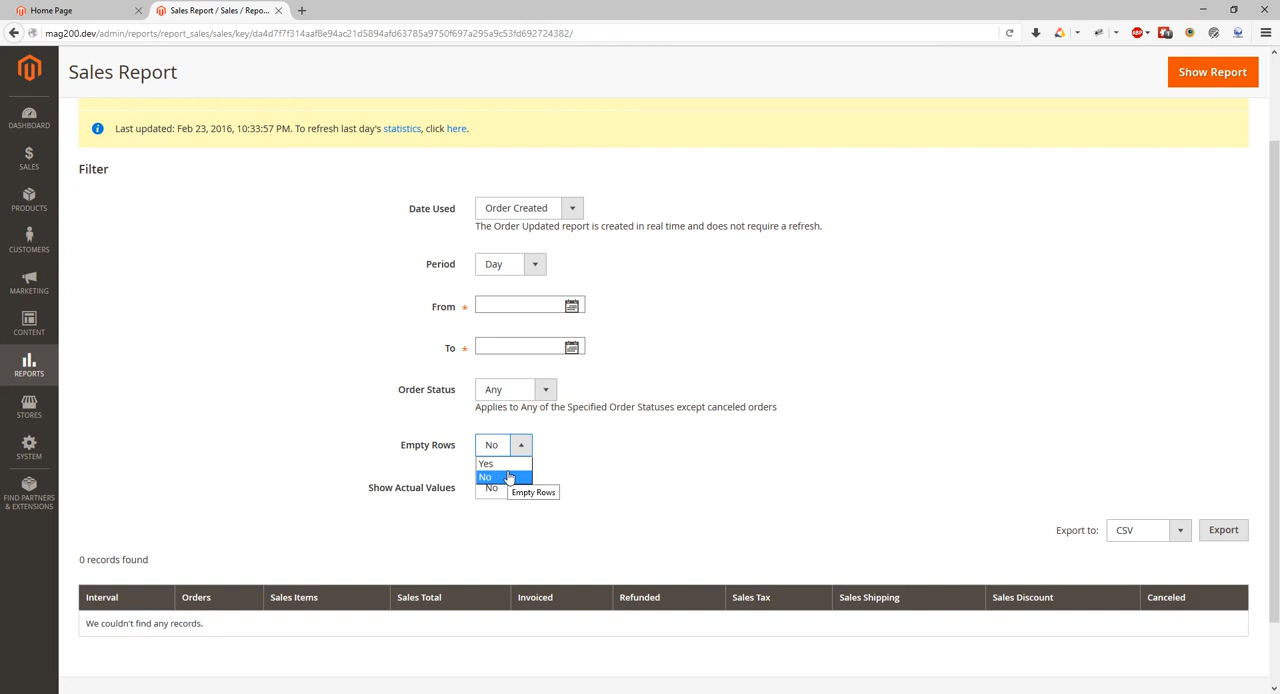 Home Page
Sales Report / Sales / Repo...
mag200.dev/admin/reports/report_sales/sales/key/da4d7f7f314aaf8e94ac21d5894afd63785a9750f697a295a9c53fd692724382/
ABP
1
Sales Report
Show Report
Last updated: Feb 23, 2016, 10:33:57 PM. To refresh last day's statistics, click here.
DASHBOARD
SALES
PRODUCTS
CUSTOMERS
MARKETING
CONTENT
REPORTS
STORES
SYSTEM
FIND PARTNERS
& EXTENSIONS
Filter
Date Used
Order Created
The Order Updated report is created in real time and does not require a refresh.
Period
Day
From *
To *
Order Status
Any
Applies to Any of the Specified Order Statuses except canceled orders
Empty Rows
No
Yes
No
Show Actual Values
No
Empty Rows
Export to:
CSV
Export
0 records found
Interval
Orders
Sales Items
Sales Total
Invoiced
Refunded
Sales Tax
Sales Shipping
Sales Discount
Canceled
We couldn't find any records.